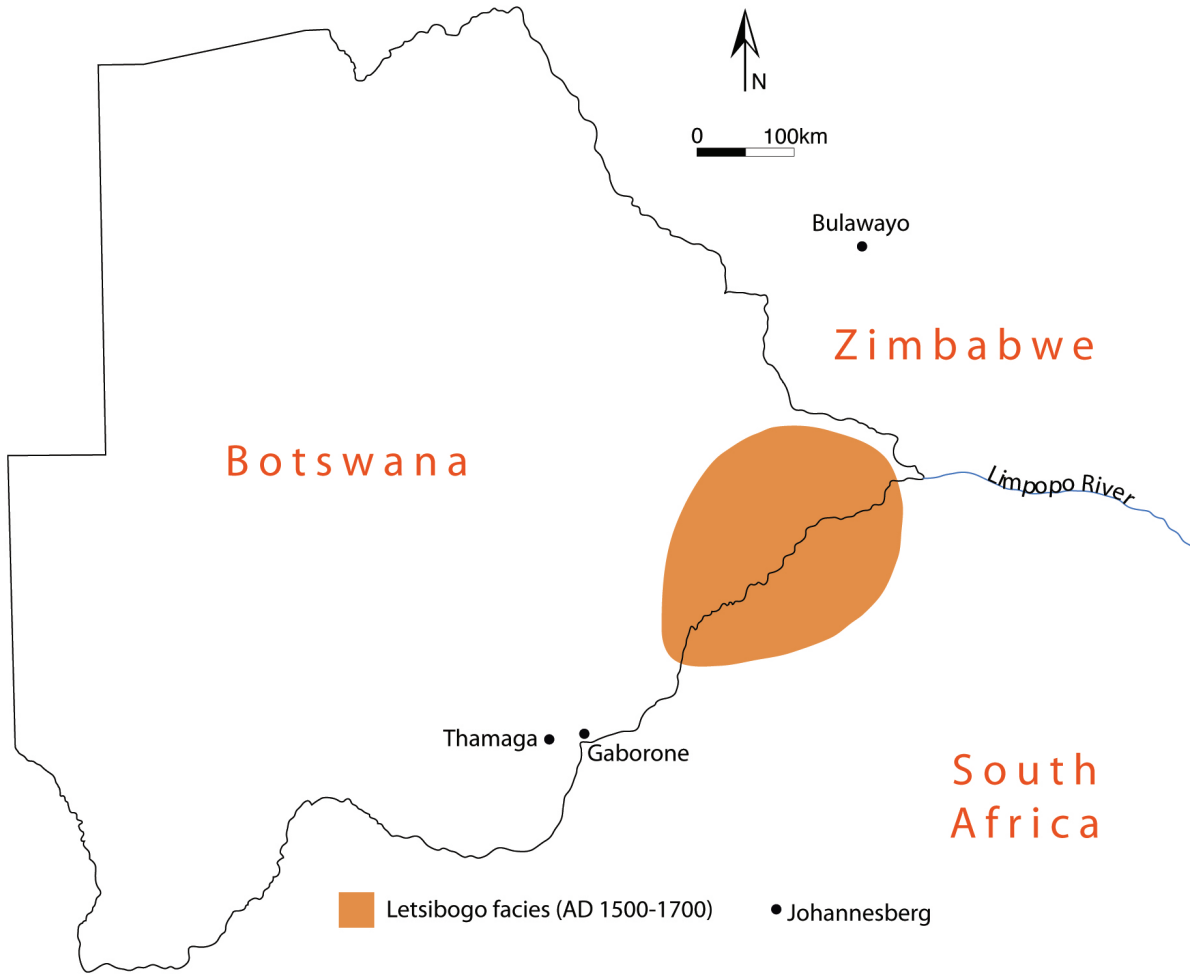 N
0 100km
Bulawayo
Zimbabwe
Botswana
Limpopo River
Thamaga
Gaborone
South
Africa
Letsibogo facies (AD 1500-1700)
Johannesberg